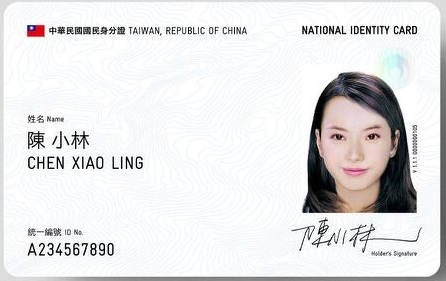 中華民國國民身分證 TAIWAN, REPUBLIC OF CHINA
NATIONAL IDENTITY CARD
姓名 Name
陳 小林
CHEN XIAO LING
統一編號 ID No.
A234567890
V 1.1.1 0000000105
陳小林
Holder's Signature